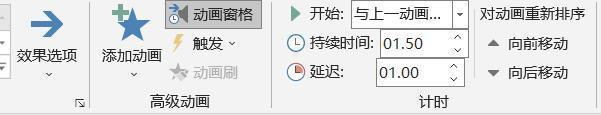 效果选项
添加动画
动画窗格
触发
动画刷
高级动画
开始: 与上一动画...
持续时间: 01.50
延迟: 01.00
计时
对动画重新排序
向前移动
向后移动